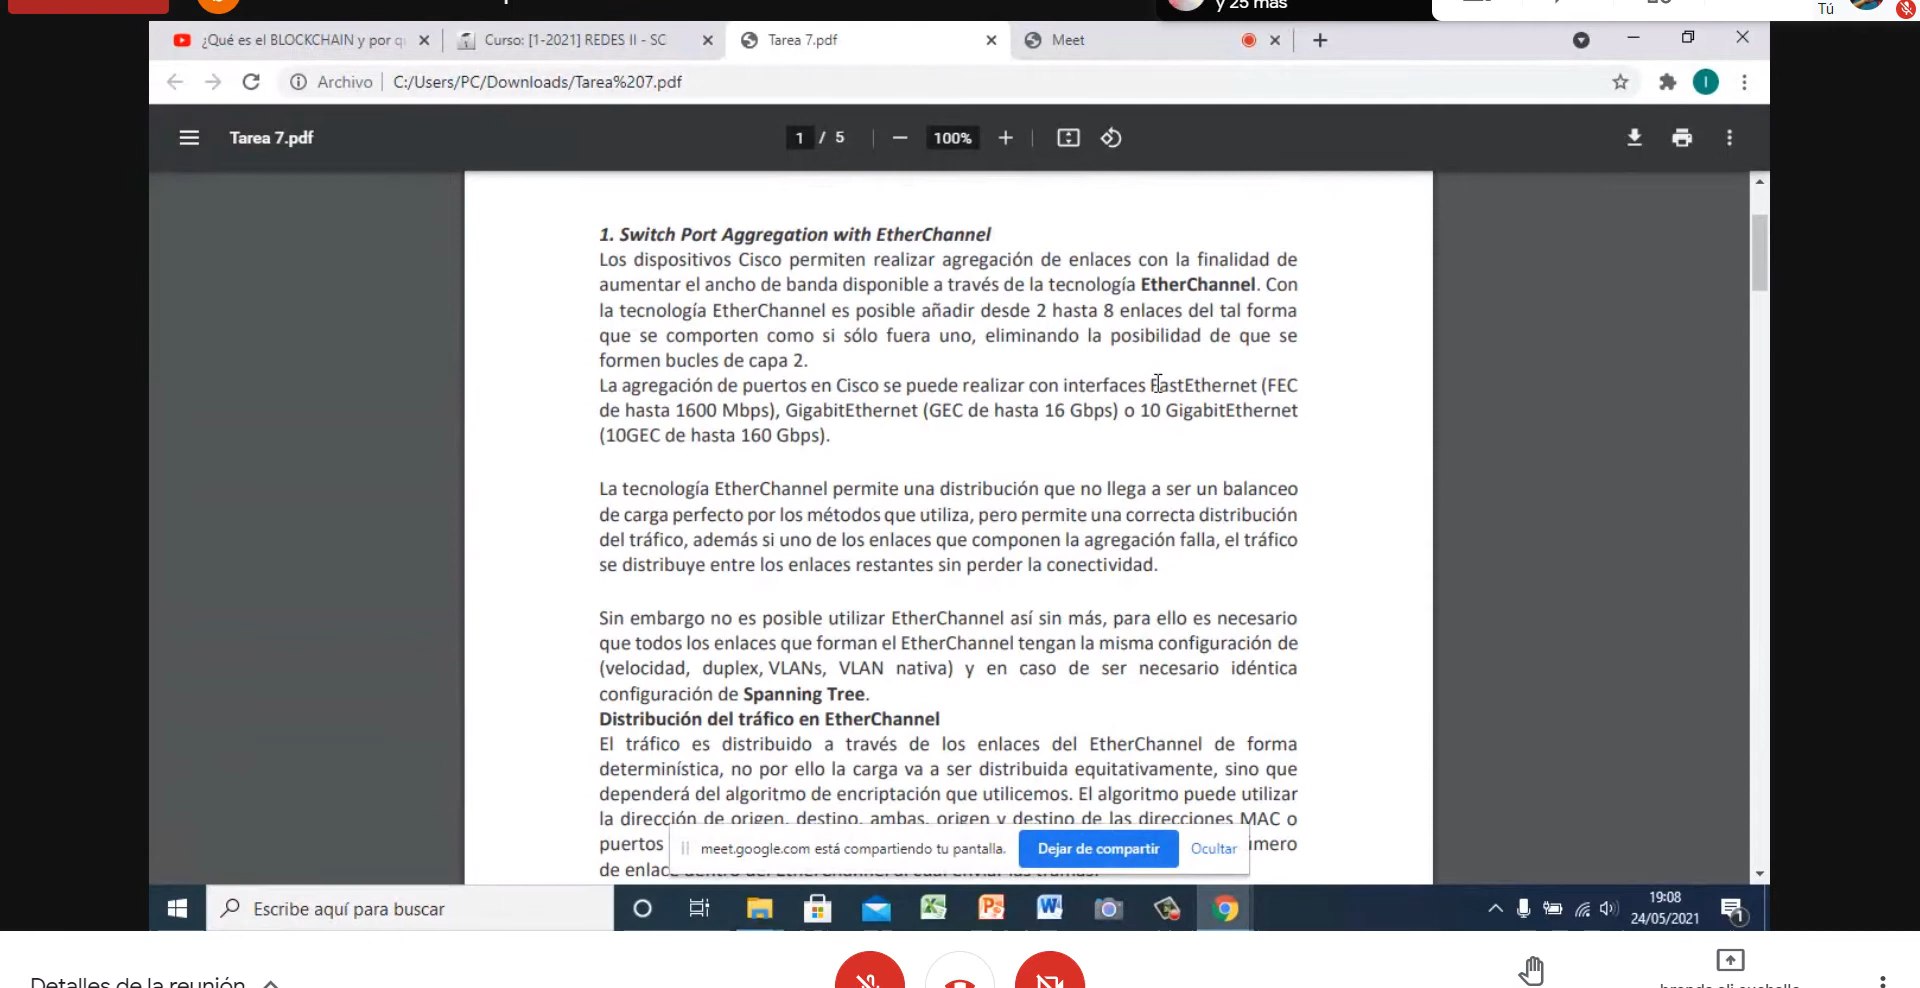 y 25 más
Tú
¿Qué es el BLOCKCHAIN y por q
Curso: [1-2021] REDES II - SC
Tarea 7.pdf
Meet
Archivo
C:/Users/PC/Downloads/Tarea%207.pdf
I
Tarea 7.pdf
1 / 5
100%
1. Switch Port Aggregation with EtherChannel
Los dispositivos Cisco permiten realizar agregación de enlaces con la finalidad de
aumentar el ancho de banda disponible a través de la tecnología EtherChannel. Con
la tecnología EtherChannel es posible añadir desde 2 hasta 8 enlaces del tal forma
que se comporten como si sólo fuera uno, eliminando la posibilidad de que se
formen bucles de capa 2.
La agregación de puertos en Cisco se puede realizar con interfaces FastEthernet (FEC
de hasta 1600 Mbps), GigabitEthernet (GEC de hasta 16 Gbps) o 10 GigabitEthernet
(10GEC de hasta 160 Gbps).
La tecnología EtherChannel permite una distribución que no llega a ser un balanceo
de carga perfecto por los métodos que utiliza, pero permite una correcta distribución
del tráfico, además si uno de los enlaces que componen la agregación falla, el tráfico
se distribuye entre los enlaces restantes sin perder la conectividad.
Sin embargo no es posible utilizar EtherChannel así sin más, para ello es necesario
que todos los enlaces que forman el EtherChannel tengan la misma configuración de
(velocidad, duplex, VLANs, VLAN nativa) y en caso de ser necesario idéntica
configuración de Spanning Tree.
Distribución del tráfico en EtherChannel
El tráfico es distribuido a través de los enlaces del EtherChannel de forma
determinística, no por ello la carga va a ser distribuida equitativamente, sino que
dependerá del algoritmo de encriptación que utilicemos. El algoritmo puede utilizar
la dirección de origen, destino, ambas, origen y destino de las direcciones MAC o
puertos
de enlace dentro del EtherChannel al cual enviar las tramas.
meet.google.com está compartiendo tu pantalla.
Dejar de compartir
Ocultar
Escribe aquí para buscar
19:08
24/05/2021
1
Detalles de la reunión